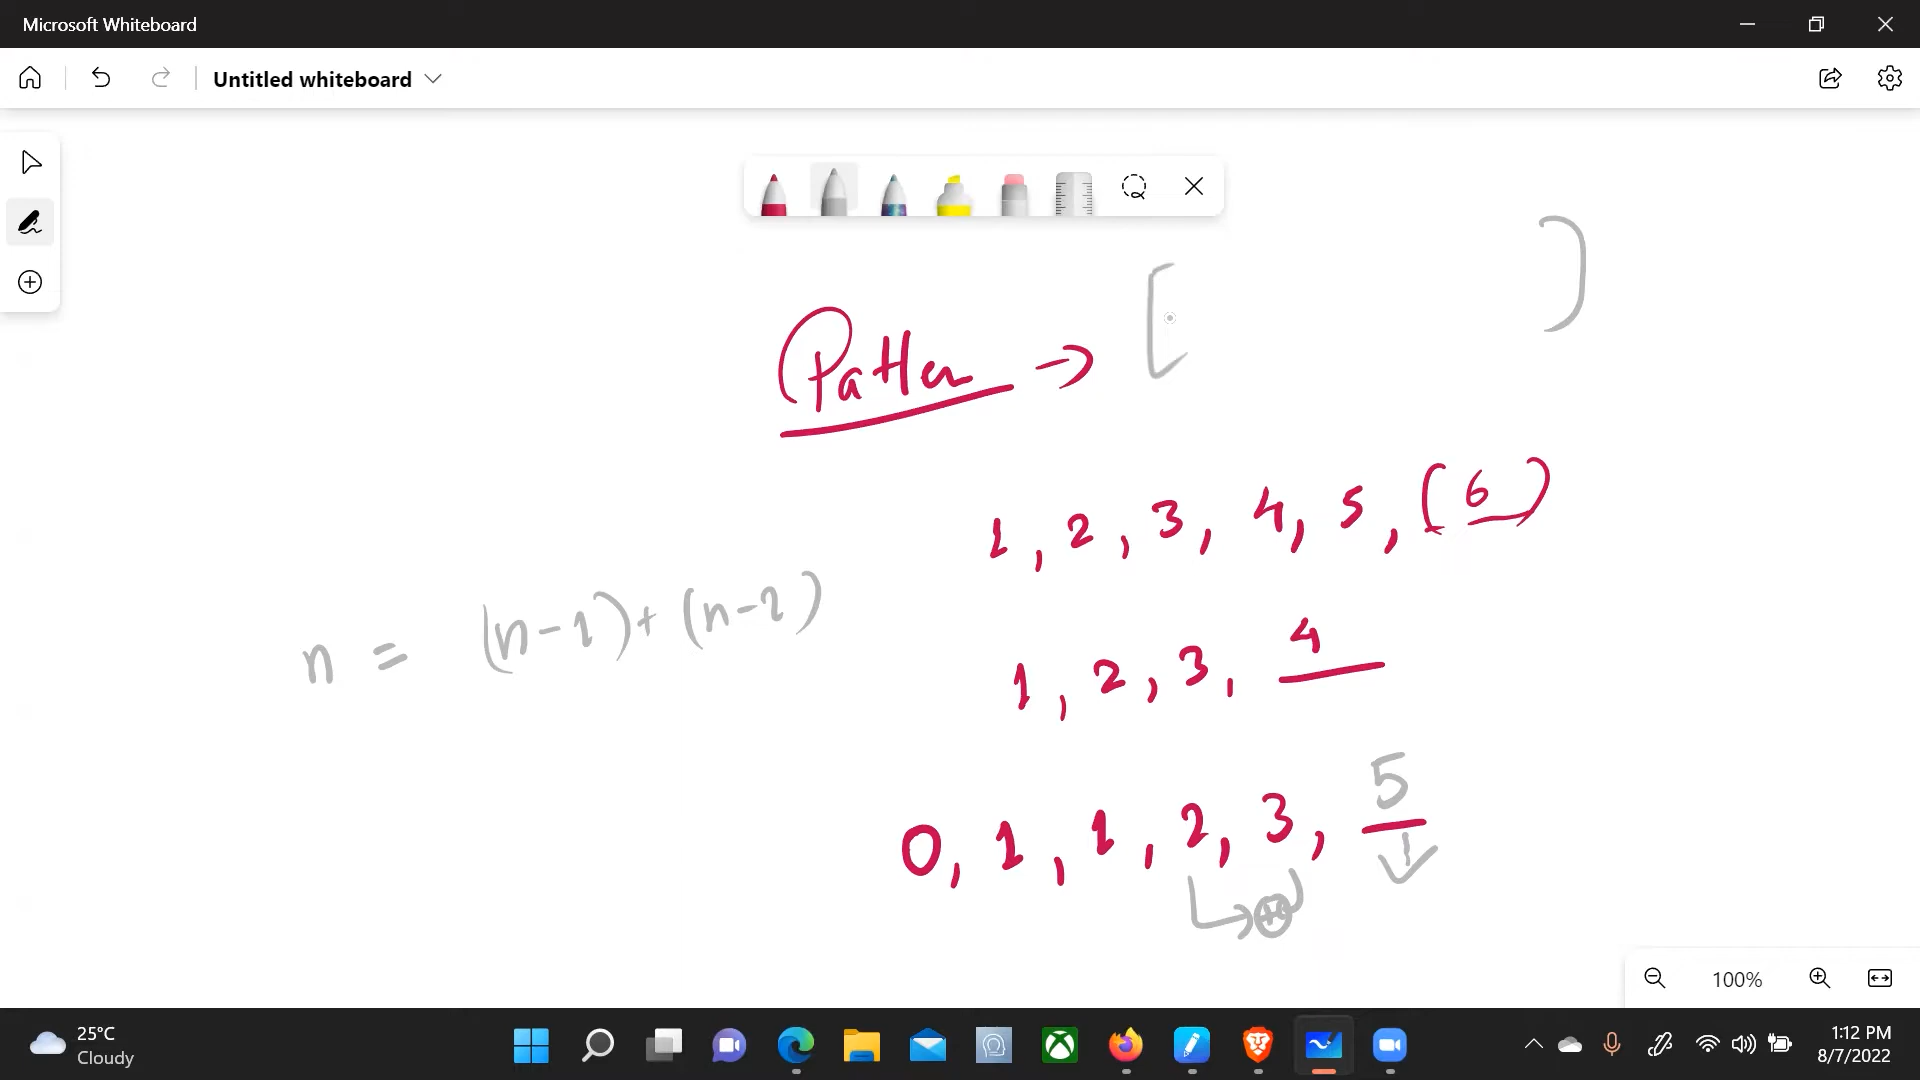 Microsoft Whiteboard
Untitled whiteboard
Patten → [ ]
1, 2, 3, 4, 5, (6)
n = (n-1)+(n-2)
1, 2, 3, 4
0, 1, 1, 2, 3, 5
+
100%
25°C
Cloudy
1:12 PM
8/7/2022